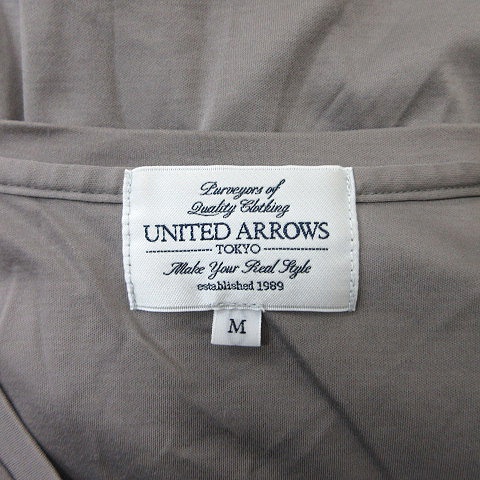 Purveyors of
Quality Clothing
UNITED ARROWS
TOKYO
Make Your Real Style
established 1989
M